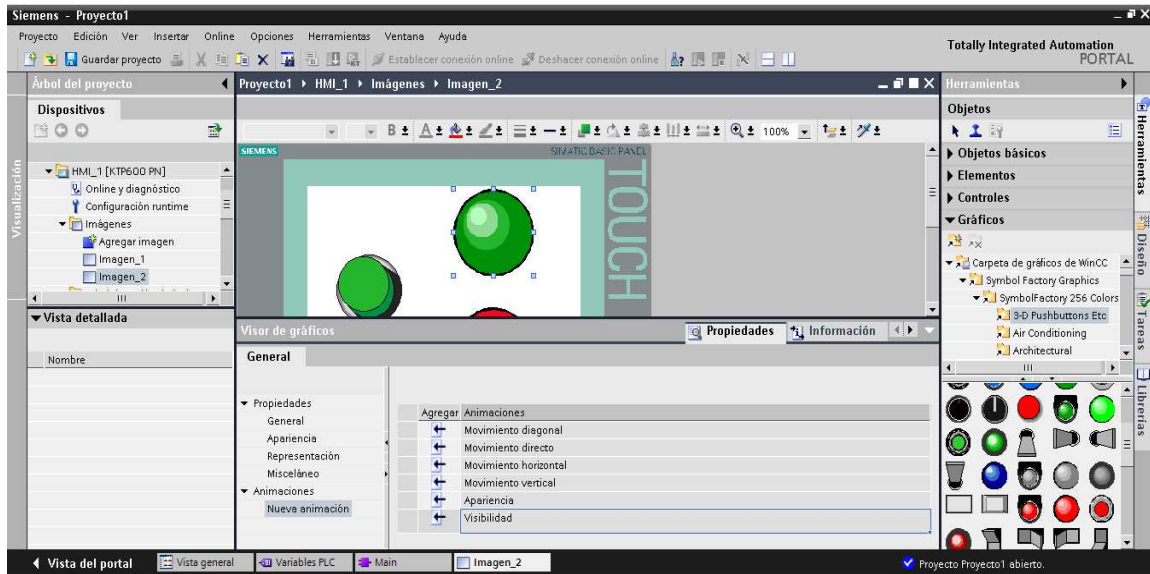 Siemens - Proyecto1
Proyecto Edición Ver Insertar Online Opciones Herramientas Ventana Ayuda
Totally Integrated Automation
PORTAL
Guardar proyecto
Establecer conexión online
Deshacer conexión online
Árbol del proyecto
Dispositivos
Visualización
HMI_1 [KTP600 PN]
Online y diagnóstico
Configuración runtime
Imágenes
Agregar imagen
Imagen_1
Imagen_2
Vista detallada
Nombre
Proyecto1 HMI_1 Imágenes Imagen_2
B A 100%
SIEMENS
SIMATIC BASIC PANEL
TOUCH
Visor de gráficos
Propiedades
Información
General
Propiedades
General
Apariencia
Representación
Misceláneo
Animaciones
Nueva animación
Agregar Animaciones
Movimiento diagonal
Movimiento directo
Movimiento horizontal
Movimiento vertical
Apariencia
Visibilidad
Herramientas
Objetos
Objetos básicos
Elementos
Controles
Gráficos
Carpeta de gráficos de WinCC
Symbol Factory Graphics
SymbolFactory 256 Colors
3-D Pushbuttons Etc
Air Conditioning
Architectural
Herramientas
Diseño
Tareas
Librerías
Vista del portal
Vista general
Variables PLC
Main
Imagen_2
Proyecto Proyecto1 abierto.